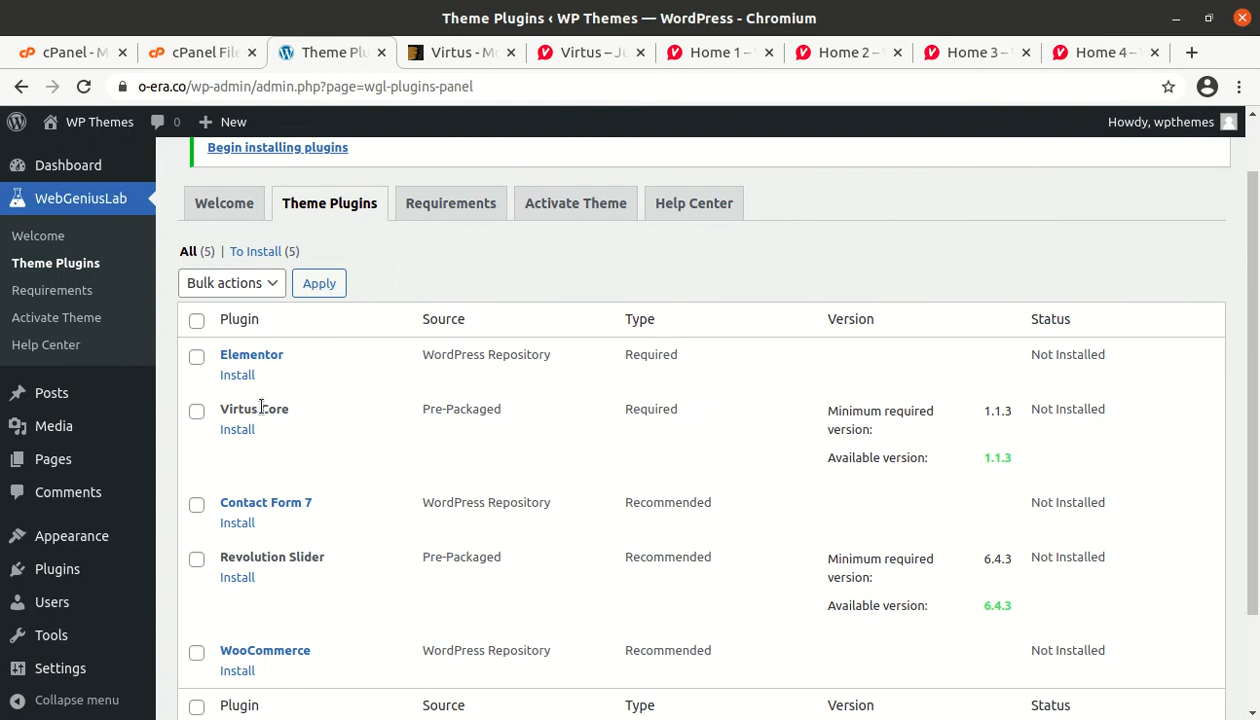 Theme Plugins ‹ WP Themes — WordPress - Chromium
cPanel - M
cPanel File
Theme Plu
Virtus - Mo
Virtus – Ju
Home 1 –
Home 2 –
Home 3 –
Home 4 –
o-era.co/wp-admin/admin.php?page=wgl-plugins-panel
WP Themes 0 + New Howdy, wpthemes
Dashboard
WebGeniusLab
Welcome
Theme Plugins
Requirements
Activate Theme
Help Center
Posts
Media
Pages
Comments
Appearance
Plugins
Users
Tools
Settings
Collapse menu
Begin installing plugins
Welcome Theme Plugins Requirements Activate Theme Help Center
All (5) | To Install (5)
Bulk actions Apply
Plugin Source Type Version Status
Elementor WordPress Repository Required Not Installed
Install
Virtus Core Pre-Packaged Required Minimum required version: 1.1.3 Not Installed
Install
Available version: 1.1.3
Contact Form 7 WordPress Repository Recommended Not Installed
Install
Revolution Slider Pre-Packaged Recommended Minimum required version: 6.4.3 Not Installed
Install
Available version: 6.4.3
WooCommerce WordPress Repository Recommended Not Installed
Install
Plugin Source Type Version Status